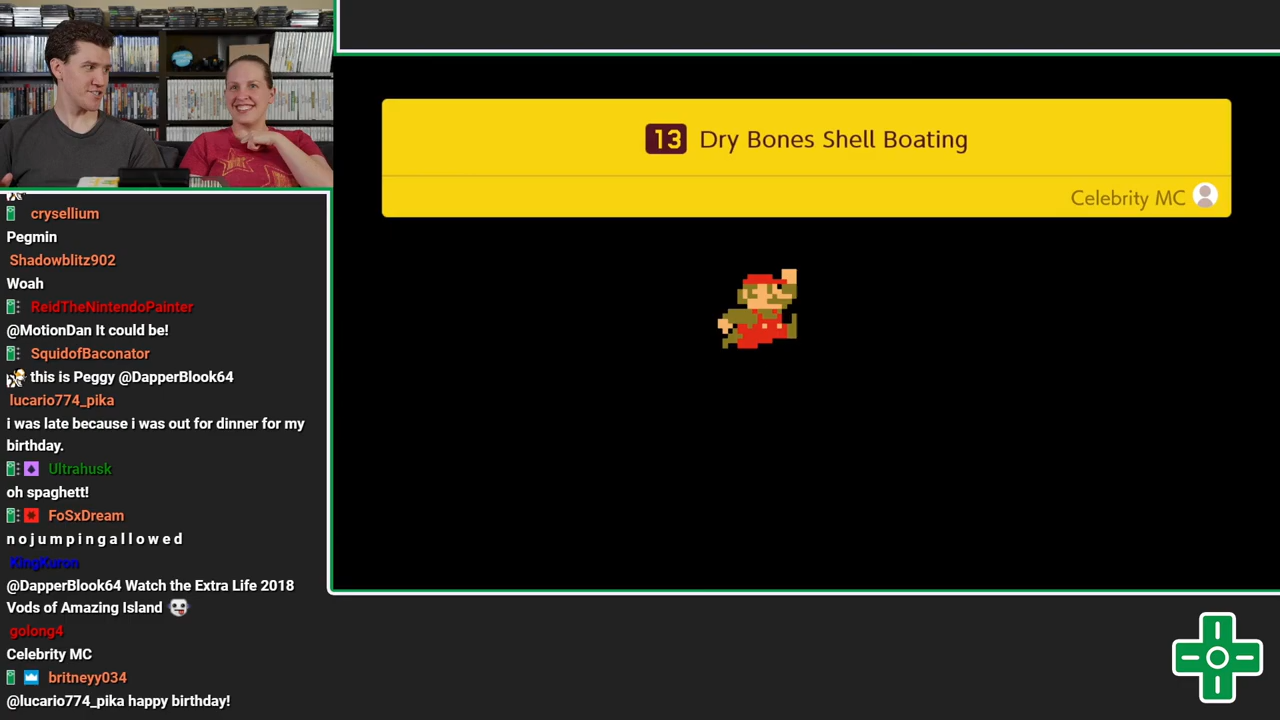 13 Dry Bones Shell Boating
Celebrity MC
crysellium
Pegmin
Shadowblitz902
Woah
ReidTheNintendoPainter
@MotionDan It could be!
SquidofBaconator
this is Peggy @DapperBlook64
lucario774_pika
i was late because i was out for dinner for my
birthday.
Ultrahusk
oh spaghett!
FoSxDream
n o j u m p i n g a l l o w e d
KingKuron
@DapperBlook64 Watch the Extra Life 2018
Vods of Amazing Island
golong4
Celebrity MC
britneyy034
@lucario774_pika happy birthday!